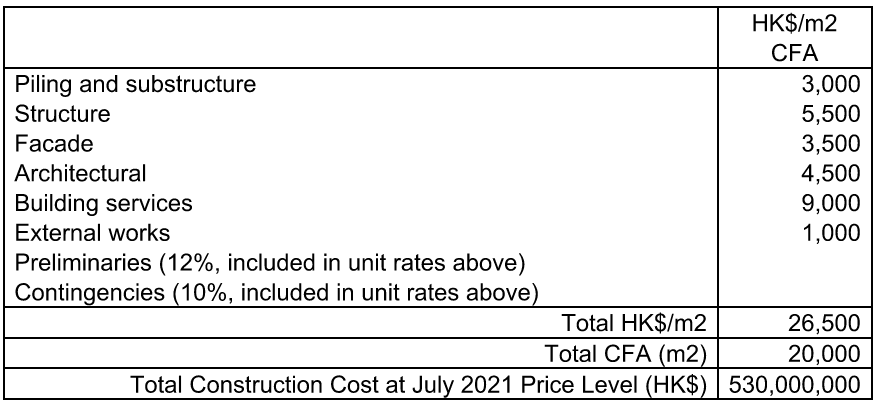 HK$/m2
CFA
Piling and substructure 3,000
Structure 5,500
Facade 3,500
Architectural 4,500
Building services 9,000
External works 1,000
Preliminaries (12%, included in unit rates above)
Contingencies (10%, included in unit rates above)
Total HK$/m2 26,500
Total CFA (m2) 20,000
Total Construction Cost at July 2021 Price Level (HK$) 530,000,000